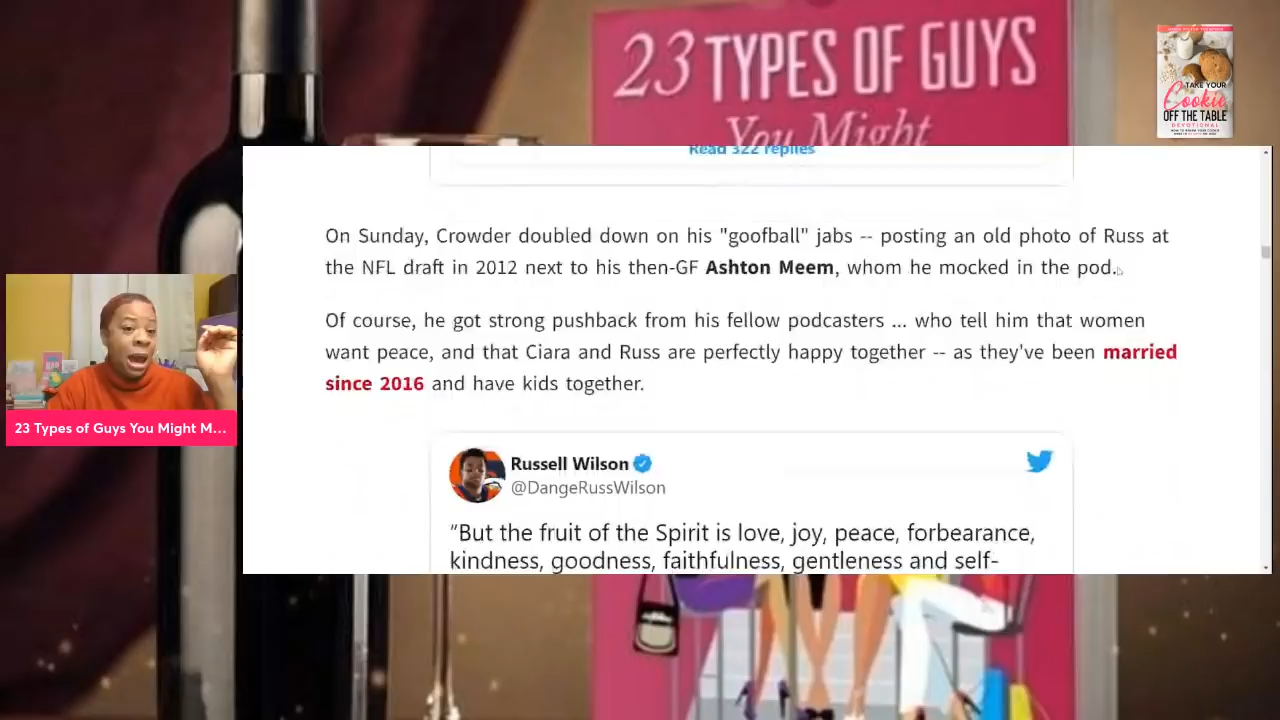 23 TYPES OF GUYS
You Might
TAKE YOUR
Cookie
OFF THE TABLE
DEVOTIONAL
Read 322 replies
On Sunday, Crowder doubled down on his "goofball" jabs -- posting an old photo of Russ at
the NFL draft in 2012 next to his then-GF Ashton Meem, whom he mocked in the pod.
Of course, he got strong pushback from his fellow podcasters ... who tell him that women
want peace, and that Ciara and Russ are perfectly happy together -- as they've been married
since 2016 and have kids together.
23 Types of Guys You Might M...
Russell Wilson
@DangeRussWilson
“But the fruit of the Spirit is love, joy, peace, forbearance,
kindness, goodness, faithfulness, gentleness and self-